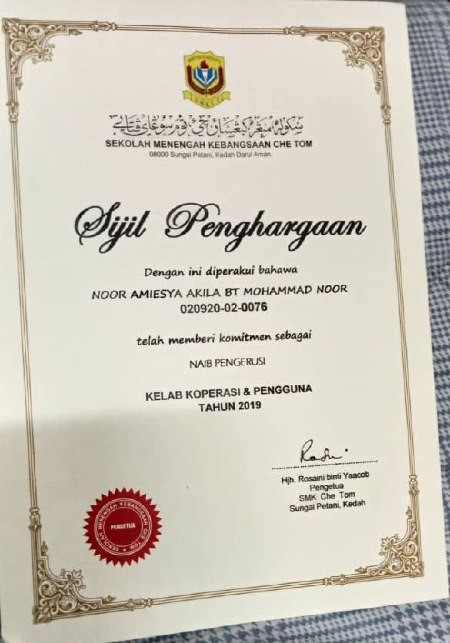 SEKOLAH MENENGAH KEBANGSAAN CHE TOM
08000 Sungai Petani, Kedah Darul Aman.
Sijil Penghargaan
Dengan ini diperakui bahawa
NOOR AMIESYA AKILA BT MOHAMMAD NOOR
020920-02-0076
telah memberi komitmen sebagai
NAIB PENGERUSI
KELAB KOPERASI & PENGGUNA
TAHUN 2019
Hjh. Rosaini binti Yaacob
Pengetua
SMK. Che Tom
Sungai Petani, Kedah
SEKOLAH MENENGAH KEBANGSAAN CHE TOM
PENGETUA